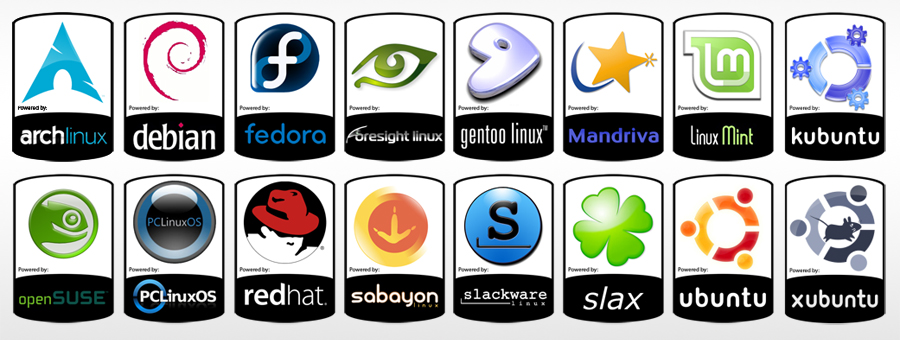 Powered by:
archlinux
Powered by:
debian
Powered by:
fedora
Powered by:
foresight linux
Powered by:
gentoo linux™
Powered by:
Mandriva
lm
Powered by:
Linux Mint
Powered by:
kubuntu
Powered by:
openSUSE
PCLinuxOS
Powered by:
PCLinuxOS
Powered by:
redhat.
Powered by:
sabayon
linux
S
Powered by:
slackware
linux
Powered by:
slax
Powered by:
ubuntu
Powered by:
xubuntu